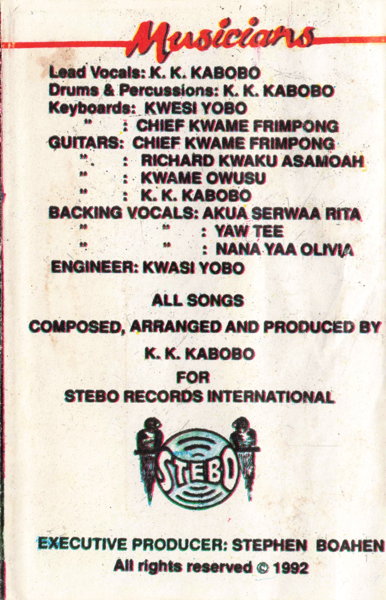 Musicians
Lead Vocals: K. K. KABOBO
Drums & Percussions: K. K. KABOBO
Keyboards: KWESI YOBO
" : CHIEF KWAME FRIMPONG
GUITARS: CHIEF KWAME FRIMPONG
" : RICHARD KWAKU ASAMOAH
" : KWAME OWUSU
" : K. K. KABOBO
BACKING VOCALS: AKUA SERWAA RITA
" " : YAW TEE
" " : NANA YAA OLIVIA
ENGINEER: KWASI YOBO
ALL SONGS
COMPOSED, ARRANGED AND PRODUCED BY
K. K. KABOBO
FOR
STEBO RECORDS INTERNATIONAL
STEBO
EXECUTIVE PRODUCER: STEPHEN BOAHEN
All rights reserved © 1992